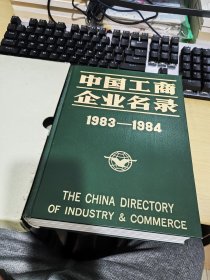 中国工商
企业名录
1983—1984
THE CHINA DIRECTORY
OF INDUSTRY & COMMERCE